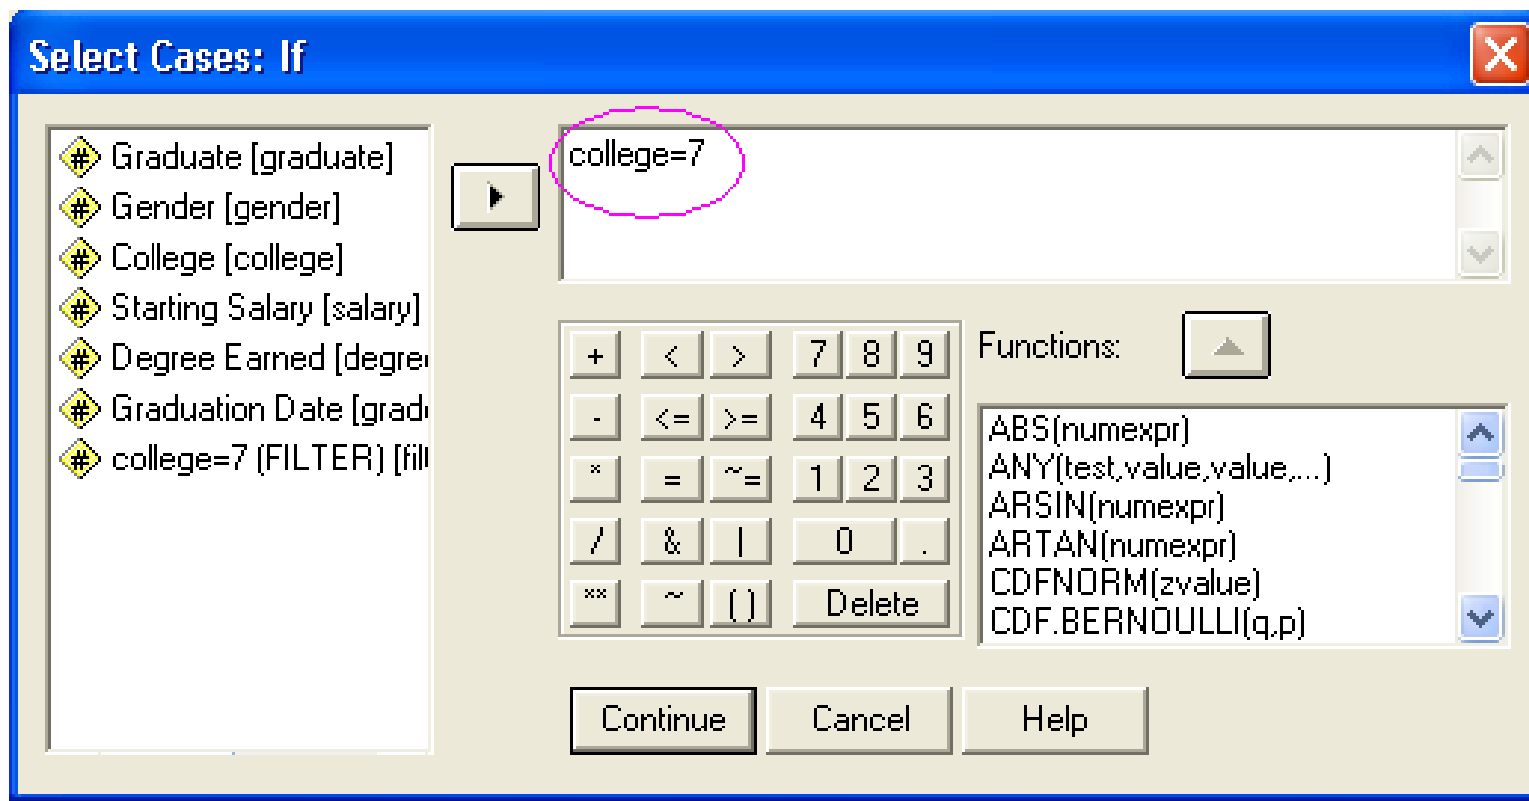 Select Cases: If
Graduate [graduate]
Gender [gender]
College [college]
Starting Salary [salary]
Degree Earned [degre
Graduation Date [grad
college=7 (FILTER) [fil
college=7
+ < > 7 8 9
- <= >= 4 5 6
* = ~= 1 2 3
/ & | 0 .
** ~ () Delete
Functions:
ABS(numexpr)
ANY(test,value,value,...)
ARSIN(numexpr)
ARTAN(numexpr)
CDFNORM(zvalue)
CDF.BERNOULLI(q,p)
Continue Cancel Help